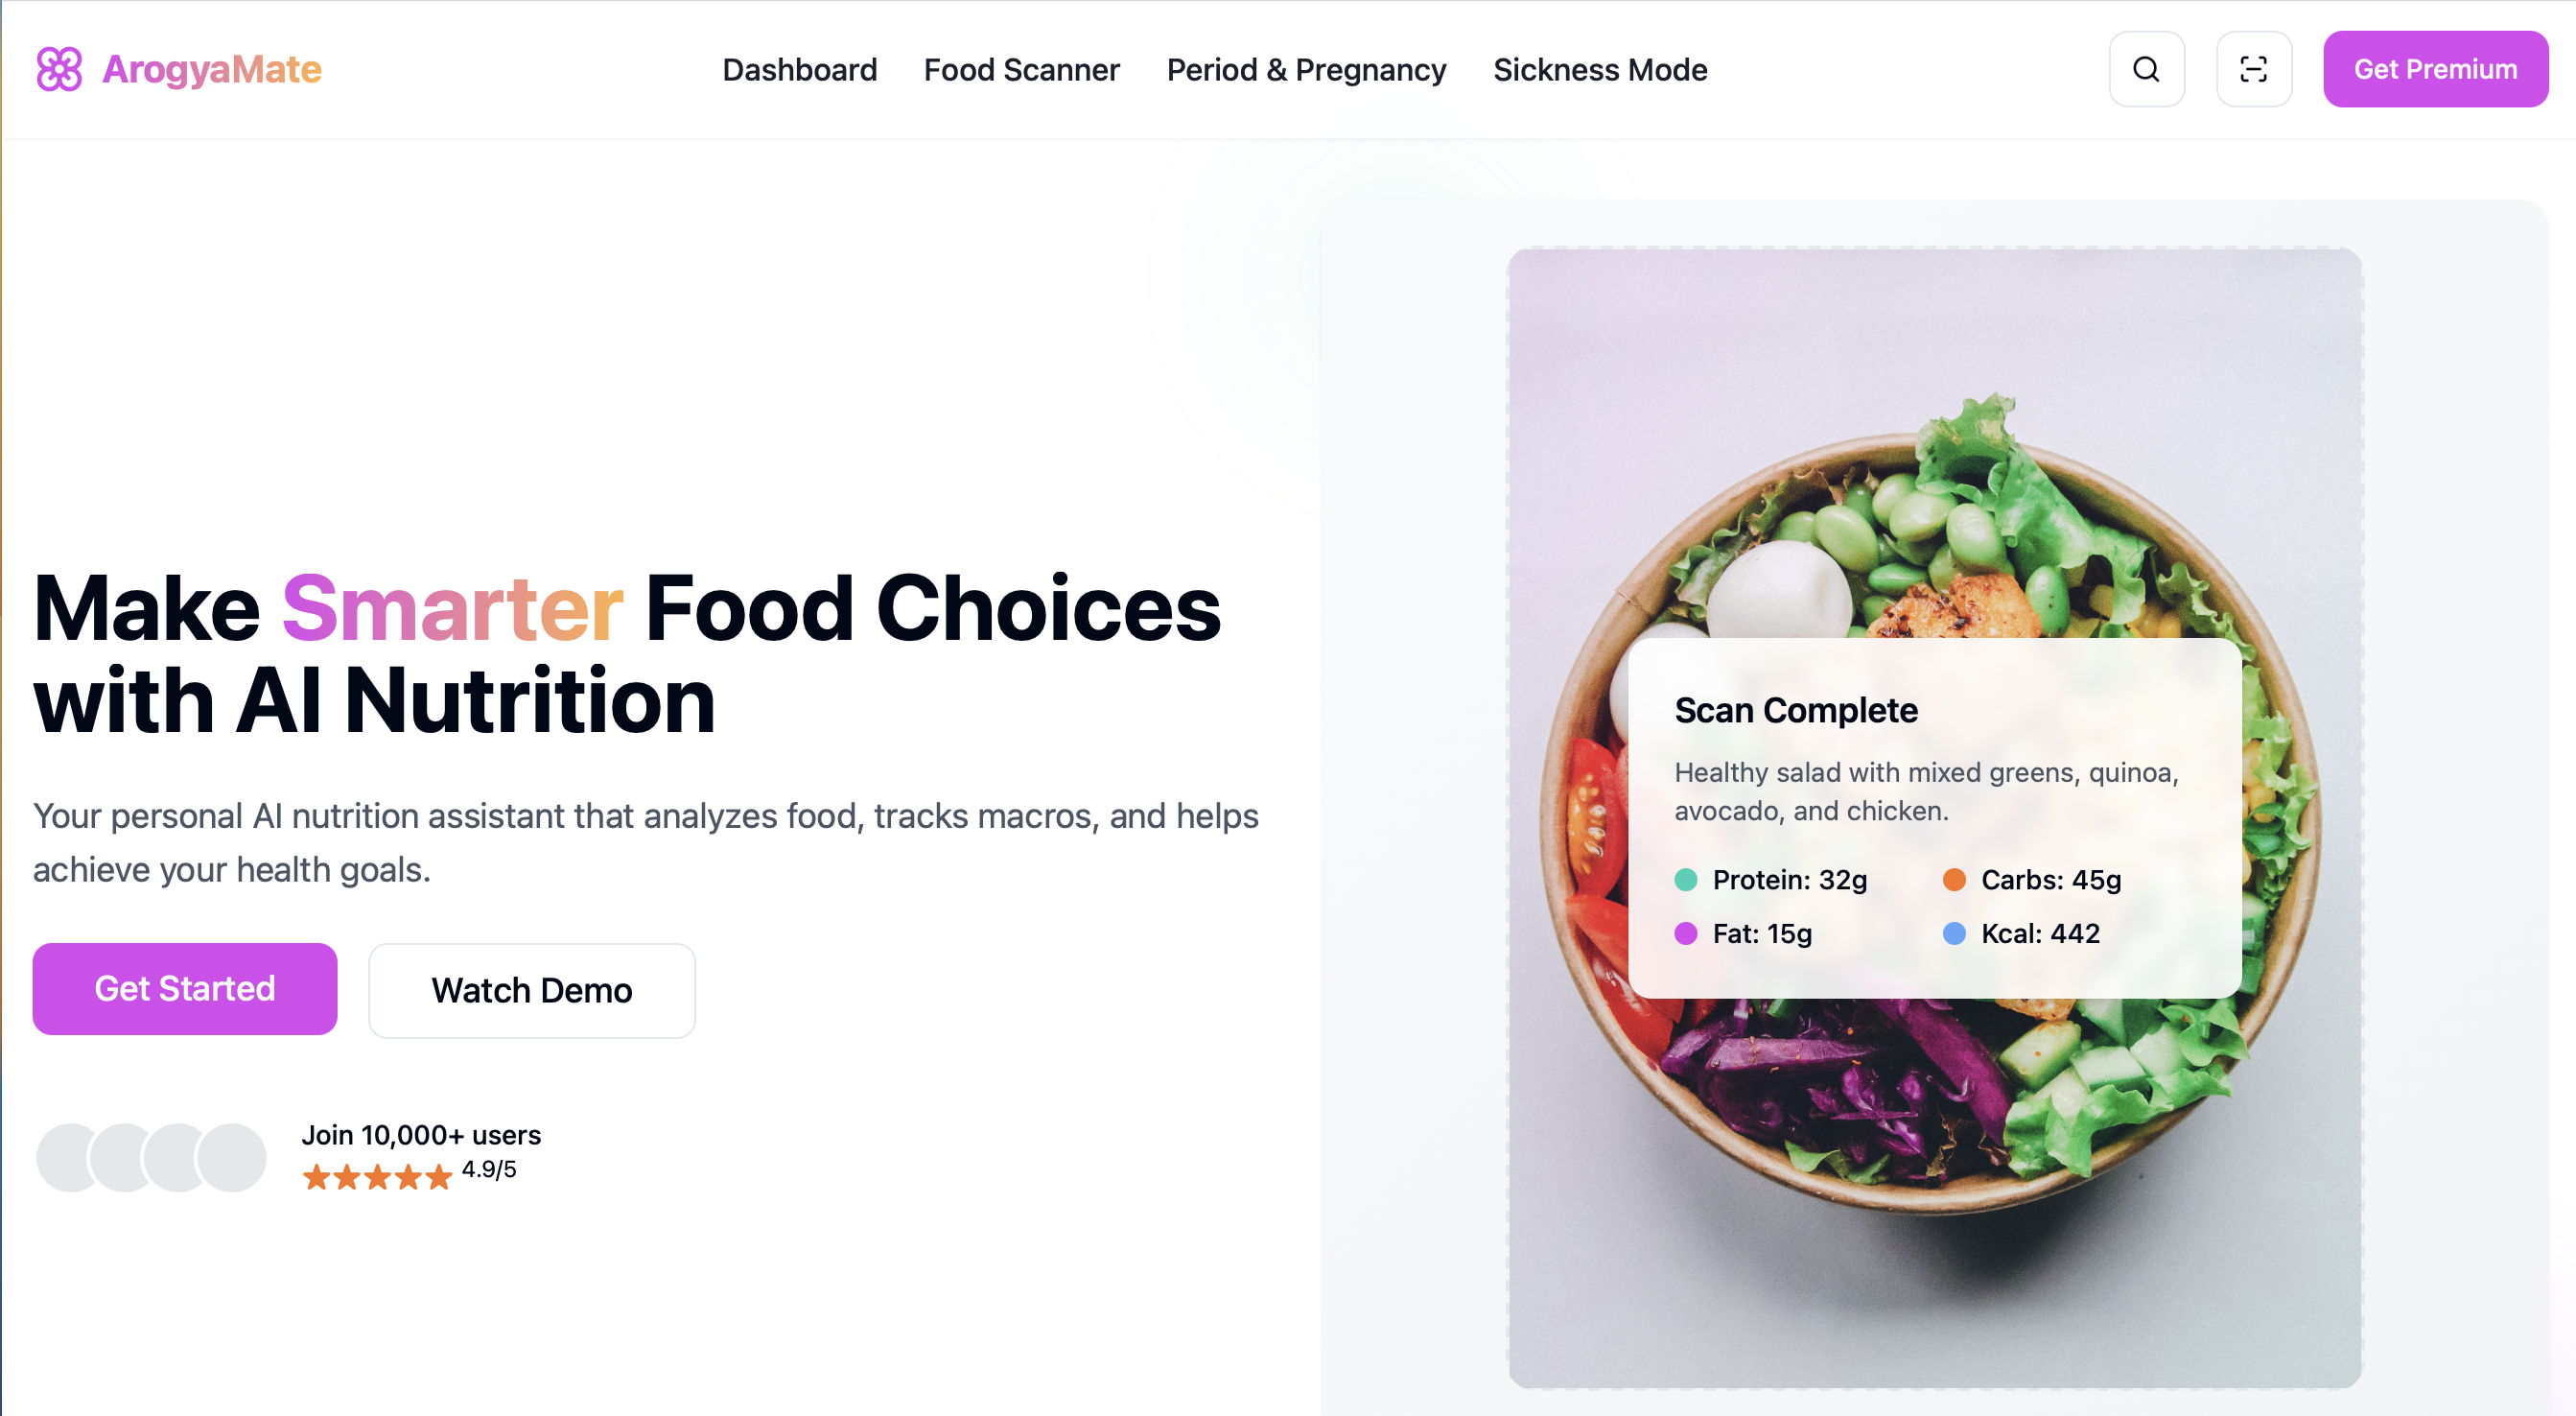 ArogyaMate
Dashboard
Food Scanner
Period & Pregnancy
Sickness Mode
Get Premium
Make Smarter Food Choices
with AI Nutrition
Your personal AI nutrition assistant that analyzes food, tracks macros, and helps
achieve your health goals.
Get Started
Watch Demo
Join 10,000+ users
4.9/5
Scan Complete
Healthy salad with mixed greens, quinoa,
avocado, and chicken.
Protein: 32g
Carbs: 45g
Fat: 15g
Kcal: 442